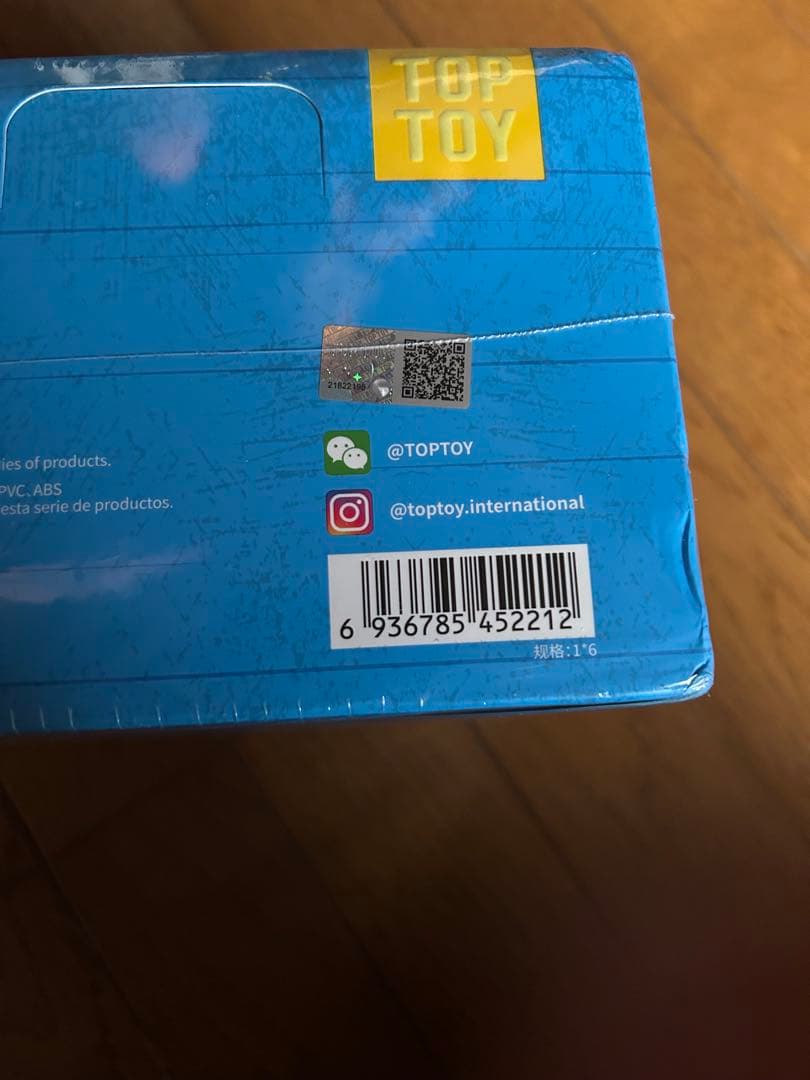 TOP
TOY
21822196
@TOPTOY
ies of products.
PVC、ABS
esta serie de productos.
@toptoy.international
6 936785 452212
规格:1*6